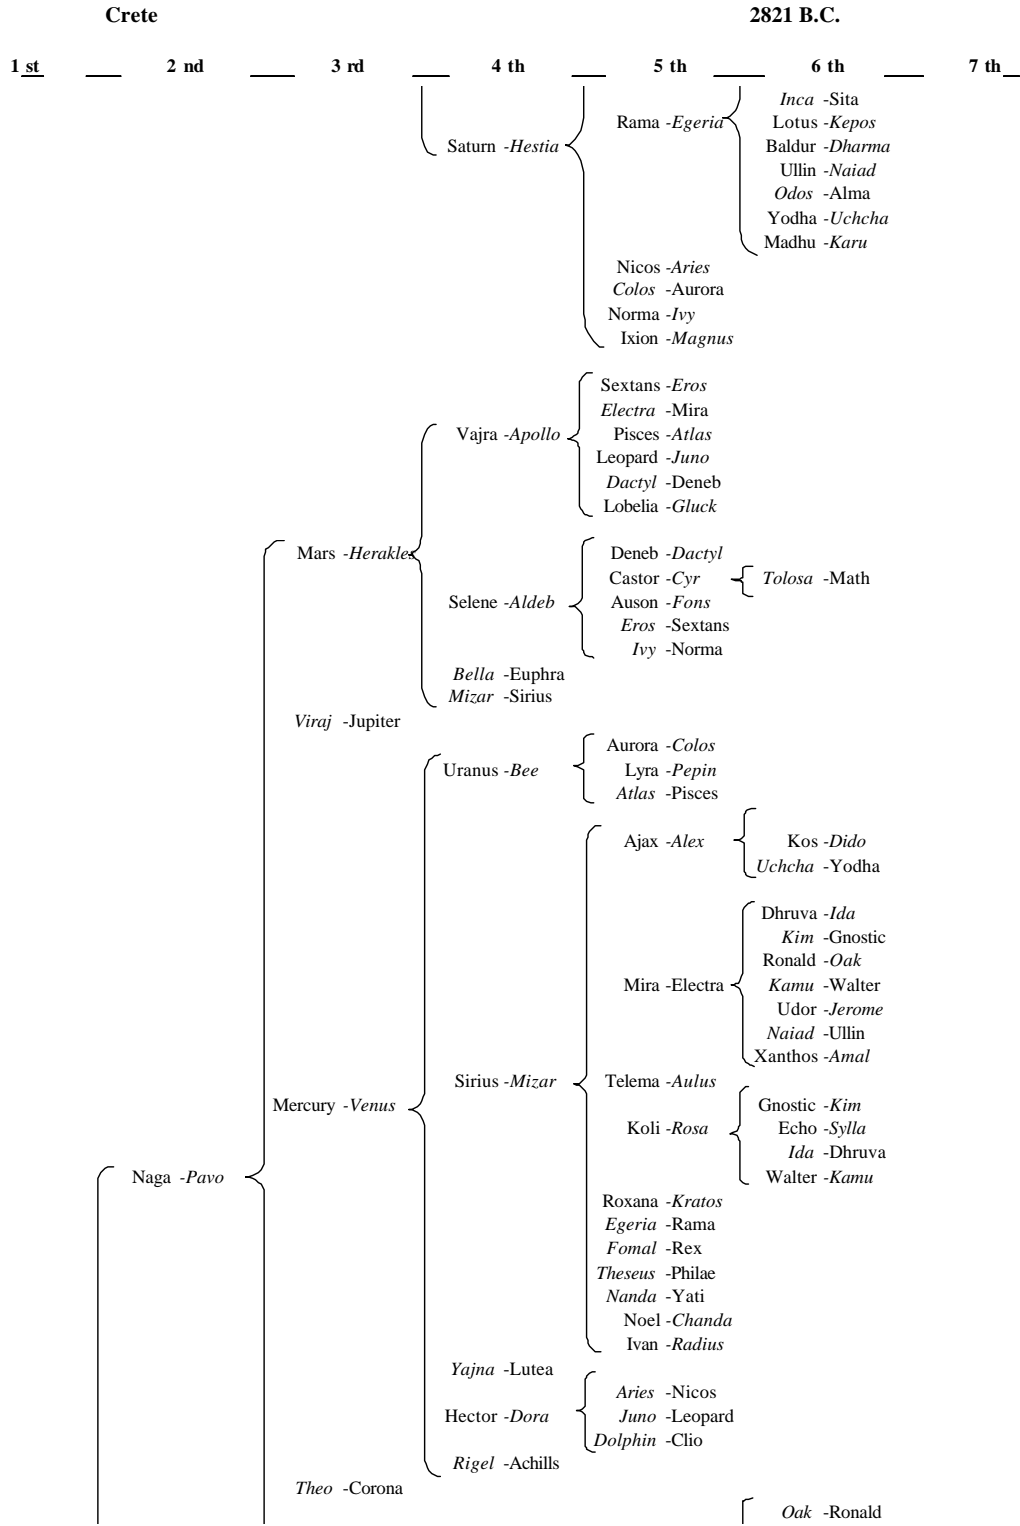 Crete 2821 B.C.
1 st 2 nd 3 rd 4 th 5 th 6 th 7 th
Inca -Sita
Rama -Egeria Lotus -Kepos
Saturn -Hestia Baldur -Dharma
Ullin -Naiad
Odos -Alma
Yodha -Uchcha
Madhu -Karu
Nicos -Aries
Colos -Aurora
Norma -Ivy
Ixion -Magnus
Sextans -Eros
Electra -Mira
Vajra -Apollo Pisces -Atlas
Leopard -Juno
Dactyl -Deneb
Lobelia -Gluck
Mars -Herakles Deneb -Dactyl
Castor -Cyr Tolosa -Math
Selene -Aldeb Auson -Fons
Eros -Sextans
Ivy -Norma
Bella -Euphra
Mizar -Sirius
Viraj -Jupiter
Aurora -Colos
Uranus -Bee Lyra -Pepin
Atlas -Pisces
Ajax -Alex Kos -Dido
Uchcha -Yodha
Dhruva -Ida
Kim -Gnostic
Ronald -Oak
Mira -Electra Kamu -Walter
Udor -Jerome
Naiad -Ullin
Xanthos -Amal
Sirius -Mizar Telema -Aulus
Mercury -Venus Gnostic -Kim
Koli -Rosa Echo -Sylla
Ida -Dhruva
Naga -Pavo Walter -Kamu
Roxana -Kratos
Egeria -Rama
Fomal -Rex
Theseus -Philae
Nanda -Yati
Noel -Chanda
Ivan -Radius
Yajna -Lutea
Aries -Nicos
Hector -Dora Juno -Leopard
Dolphin -Clio
Rigel -Achills
Theo -Corona
Oak -Ronald